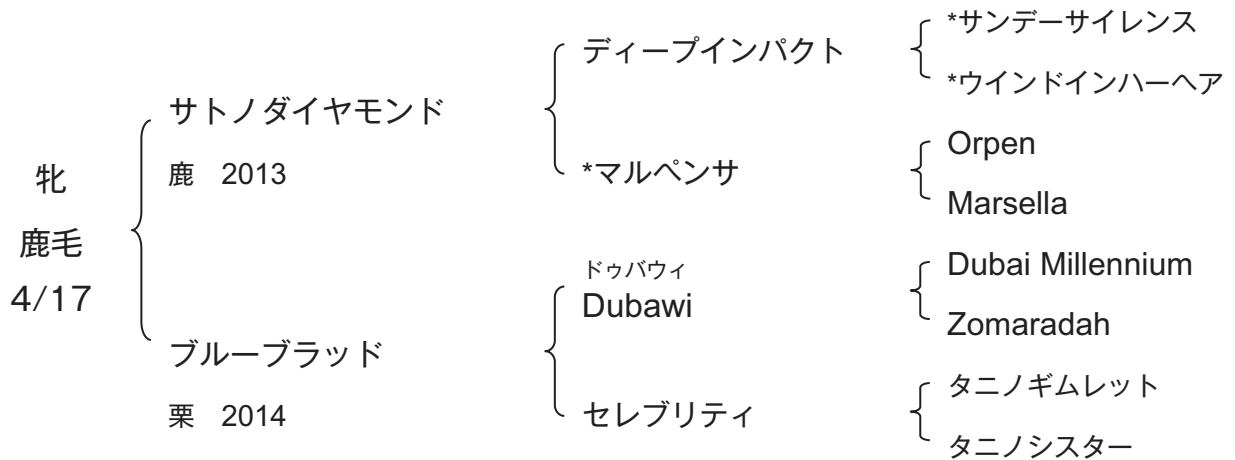 牝
鹿毛
4/17
サトノダイヤモンド
鹿 2013
ブルーブラッド
栗 2014
ディープインパクト
*マルペンサ
ドゥバウィ
Dubawi
セレブリティ
*サンデーサイレンス
*ウインドインハーヘア
Orpen
Marsella
Dubai Millennium
Zomaradah
タニノギムレット
タニノシスター